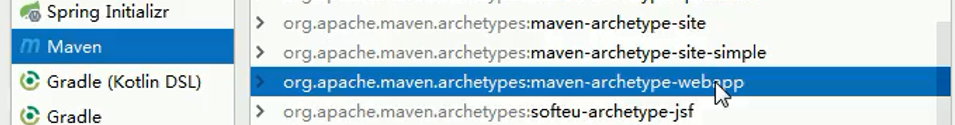 Spring Initializr
Maven
Gradle (Kotlin DSL)
Gradle
org.apache.maven.archetypes:maven-archetype-site
org.apache.maven.archetypes:maven-archetype-site-simple
org.apache.maven.archetypes:maven-archetype-webapp
org.apache.maven.archetypes:softeu-archetype-jsf